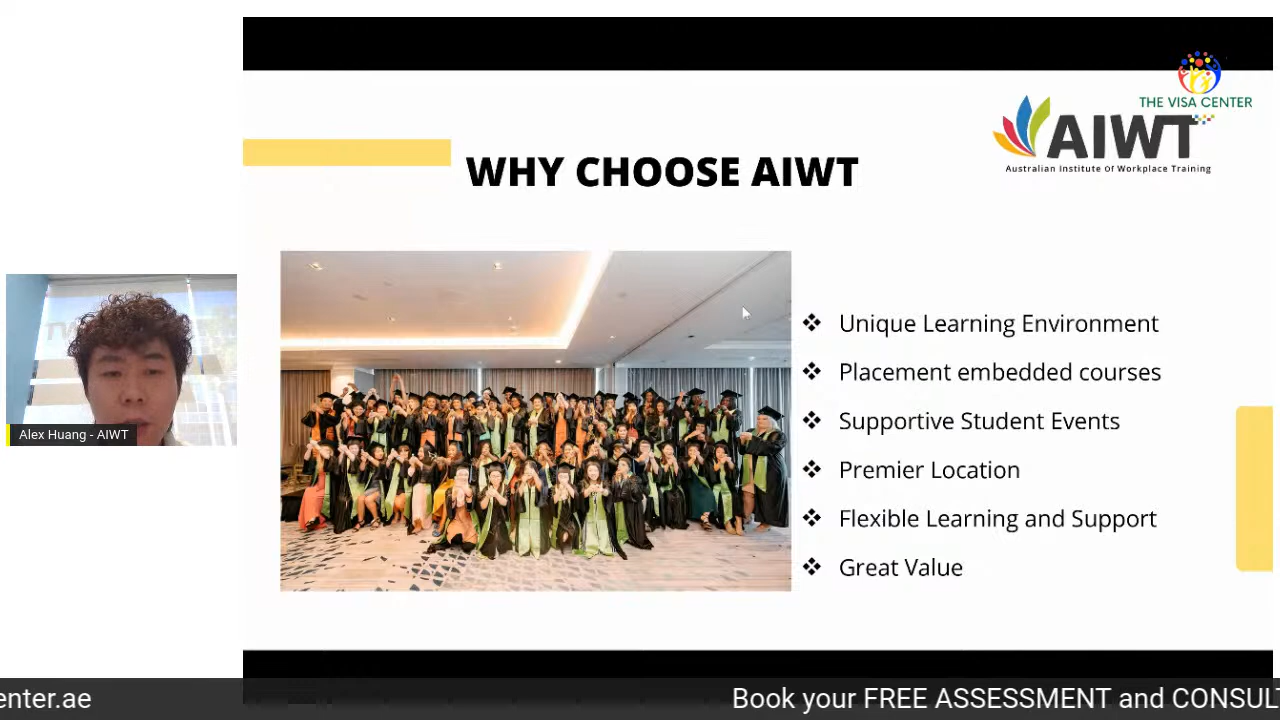 THE VISA CENTER
AIWT
Australian Institute of Workplace Training
WHY CHOOSE AIWT
❖ Unique Learning Environment
❖ Placement embedded courses
❖ Supportive Student Events
❖ Premier Location
❖ Flexible Learning and Support
❖ Great Value
Alex Huang - AIWT
enter.ae
Book your FREE ASSESSMENT and CONSUL